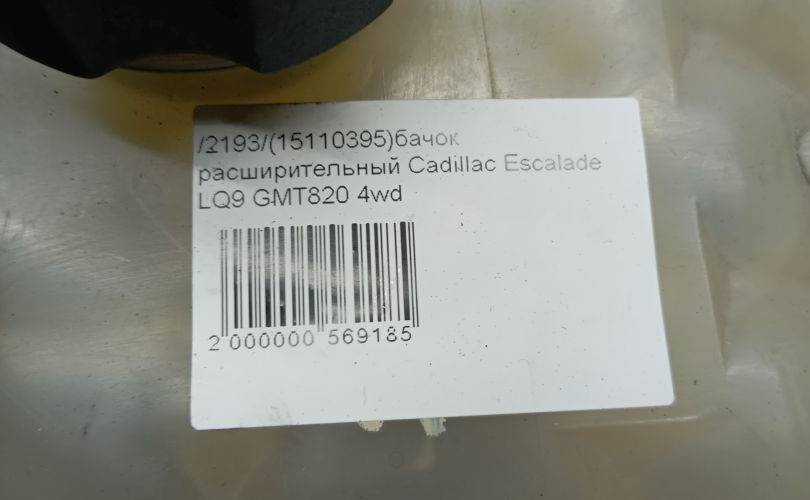 /2193/(15110395)бачок
расширительный Cadillac Escalade
LQ9 GMT820 4wd
2 000000 569185